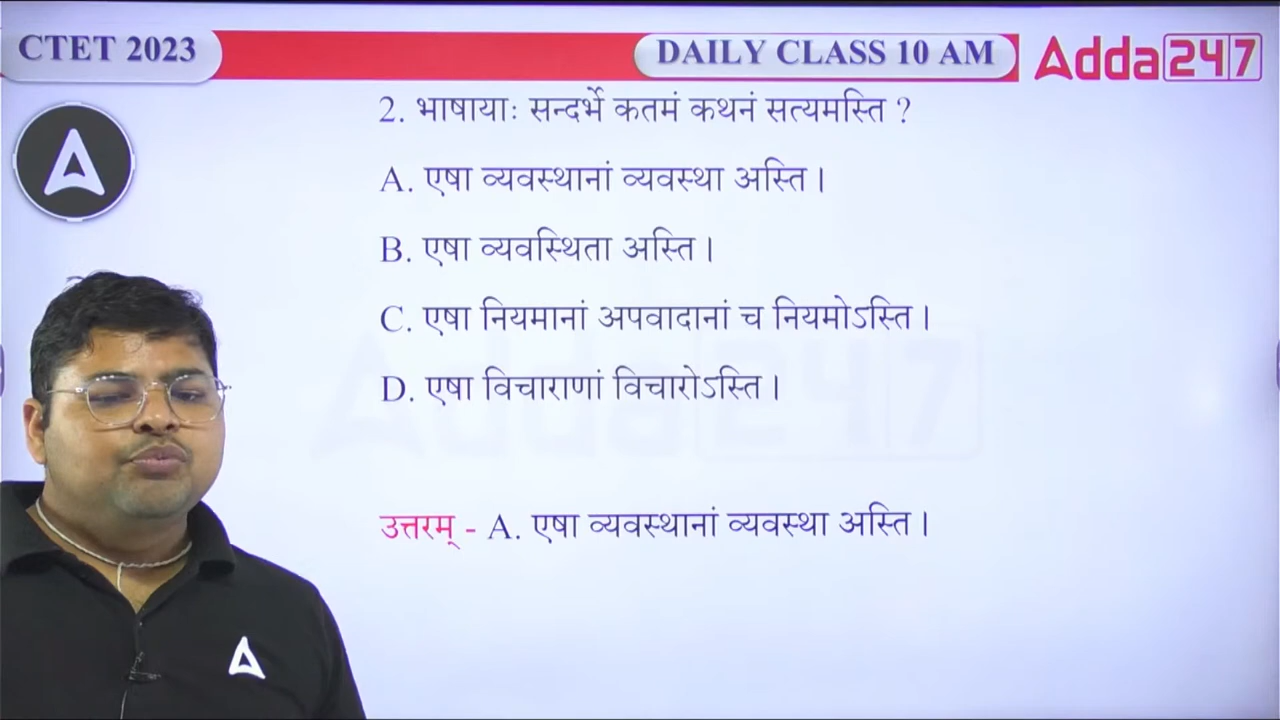 CTET 2023
DAILY CLASS 10 AM
Adda247
2. भाषायाः सन्दर्भे कतमं कथनं सत्यमस्ति ?
A. एषा व्यवस्थानां व्यवस्था अस्ति।
B. एषा व्यवस्थिता अस्ति।
C. एषा नियमानां अपवादानां च नियमोऽस्ति।
D. एषा विचाराणां विचारोऽस्ति।
Adda247
उत्तरम् - A. एषा व्यवस्थानां व्यवस्था अस्ति।